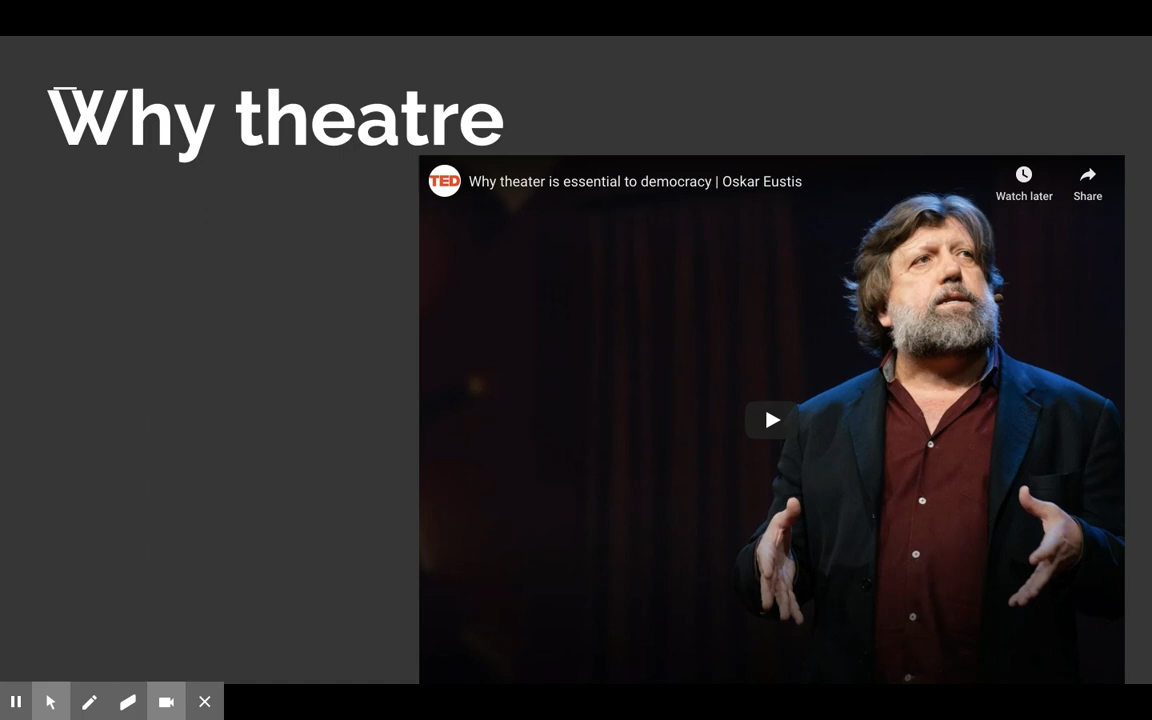 Why theatre
TED
Why theater is essential to democracy | Oskar Eustis
Watch later
Share